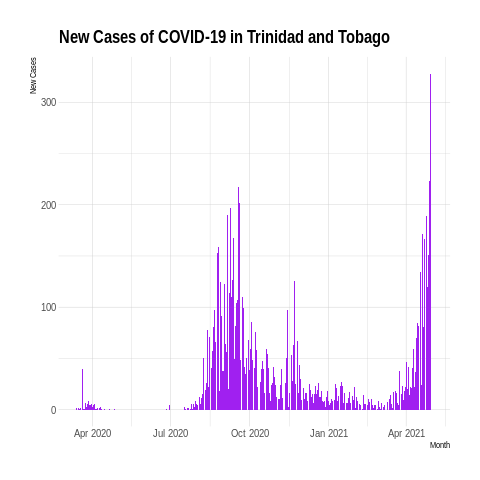 New Cases of COVID-19 in Trinidad and Tobago
New Cases
300
200
100
0
Apr 2020 Jul 2020 Oct 2020 Jan 2021 Apr 2021
Month